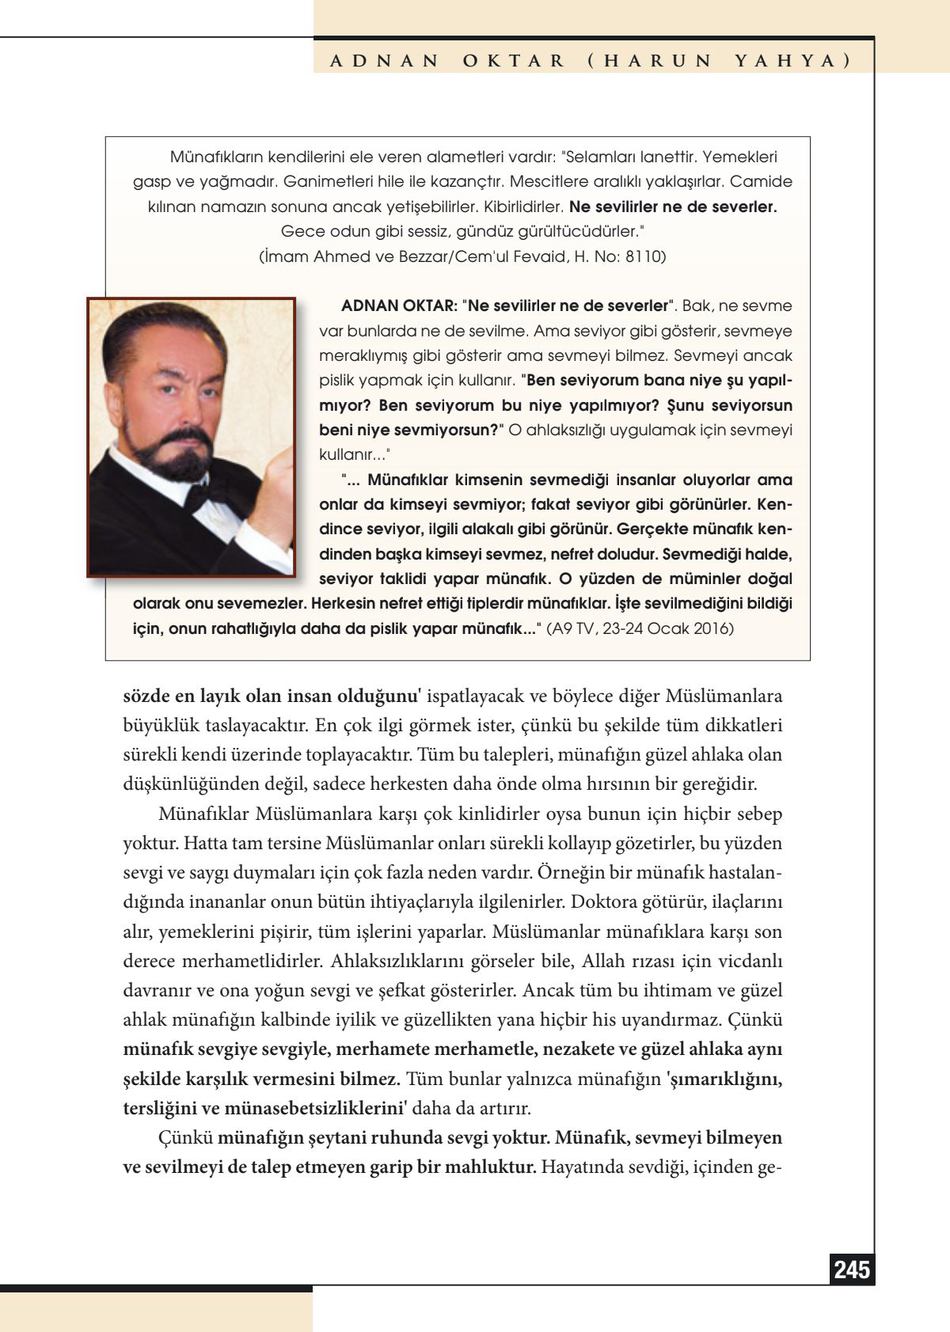 ADNAN OKTAR (HARUN YAHYA)
Münafıkların kendilerini ele veren alametleri vardır: "Selamları lanettir. Yemekleri
gasp ve yağmadır. Ganimetleri hile ile kazançtır. Mescitlere aralıklı yaklaşırlar. Camide
kılınan namazın sonuna ancak yetişebilirler. Kibirlidirler. Ne sevilirler ne de severler.
Gece odun gibi sessiz, gündüz gürültücüdürler."
(İmam Ahmed ve Bezzar/Cem'ul Fevaid, H. No: 8110)
ADNAN OKTAR: "Ne sevilirler ne de severler". Bak, ne sevme
var bunlarda ne de sevilme. Ama seviyor gibi gösterir, sevmeye
meraklıymış gibi gösterir ama sevmeyi bilmez. Sevmeyi ancak
pislik yapmak için kullanır. "Ben seviyorum bana niye şu yapıl-
mıyor? Ben seviyorum bu niye yapılmıyor? Şunu seviyorsun
beni niye sevmiyorsun?" O ahlaksızlığı uygulamak için sevmeyi
kullanır..."
"... Münafıklar kimsenin sevmediği insanlar oluyorlar ama
onlar da kimseyi sevmiyor; fakat seviyor gibi görünürler. Ken-
dince seviyor, ilgili alakalı gibi görünür. Gerçekte münafık ken-
dinden başka kimseyi sevmez, nefret doludur. Sevmediği halde,
seviyor taklidi yapar münafık. O yüzden de müminler doğal
olarak onu sevemezler. Herkesin nefret ettiği tiplerdir münafıklar. İşte sevilmediğini bildiği
için, onun rahatlığıyla daha da pislik yapar münafık..." (A9 TV, 23-24 Ocak 2016)
sözde en layık olan insan olduğunu' ispatlayacak ve böylece diğer Müslümanlara
büyüklük taslayacaktır. En çok ilgi görmek ister, çünkü bu şekilde tüm dikkatleri
sürekli kendi üzerinde toplayacaktır. Tüm bu talepleri, münafığın güzel ahlaka olan
düşkünlüğünden değil, sadece herkesten daha önde olma hırsının bir gereğidir.
Münafıklar Müslümanlara karşı çok kinlidirler oysa bunun için hiçbir sebep
yoktur. Hatta tam tersine Müslümanlar onları sürekli kollayıp gözetirler, bu yüzden
sevgi ve saygı duymaları için çok fazla neden vardır. Örneğin bir münafık hastalan-
dığında inananlar onun bütün ihtiyaçlarıyla ilgilenirler. Doktora götürür, ilaçlarını
alır, yemeklerini pişirir, tüm işlerini yaparlar. Müslümanlar münafıklara karşı son
derece merhametlidirler. Ahlaksızlıklarını görseler bile, Allah rızası için vicdanlı
davranır ve ona yoğun sevgi ve şefkat gösterirler. Ancak tüm bu ihtimam ve güzel
ahlak münafığın kalbinde iyilik ve güzellikten yana hiçbir his uyandırmaz. Çünkü
münafık sevgiye sevgiyle, merhamete merhametle, nezakete ve güzel ahlaka aynı
şekilde karşılık vermesini bilmez. Tüm bunlar yalnızca münafığın 'şımarıklığını,
tersliğini ve münasebetsizliklerini' daha da artırır.
Çünkü münafığın şeytani ruhunda sevgi yoktur. Münafık, sevmeyi bilmeyen
ve sevilmeyi de talep etmeyen garip bir mahluktur. Hayatında sevdiği, içinden ge-
245